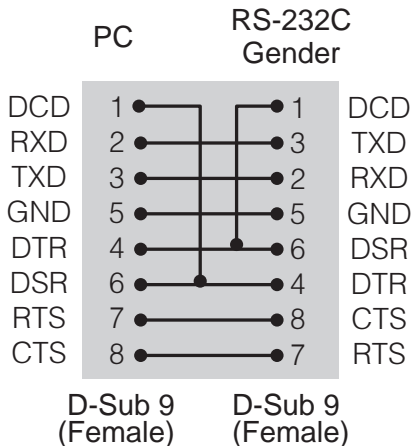 PC RS-232C Gender
DCD 1 1 DCD
RXD 2 3 TXD
TXD 3 2 RXD
GND 5 5 GND
DTR 4 6 DSR
DSR 6 4 DTR
RTS 7 8 CTS
CTS 8 7 RTS
D-Sub 9 D-Sub 9
(Female) (Female)